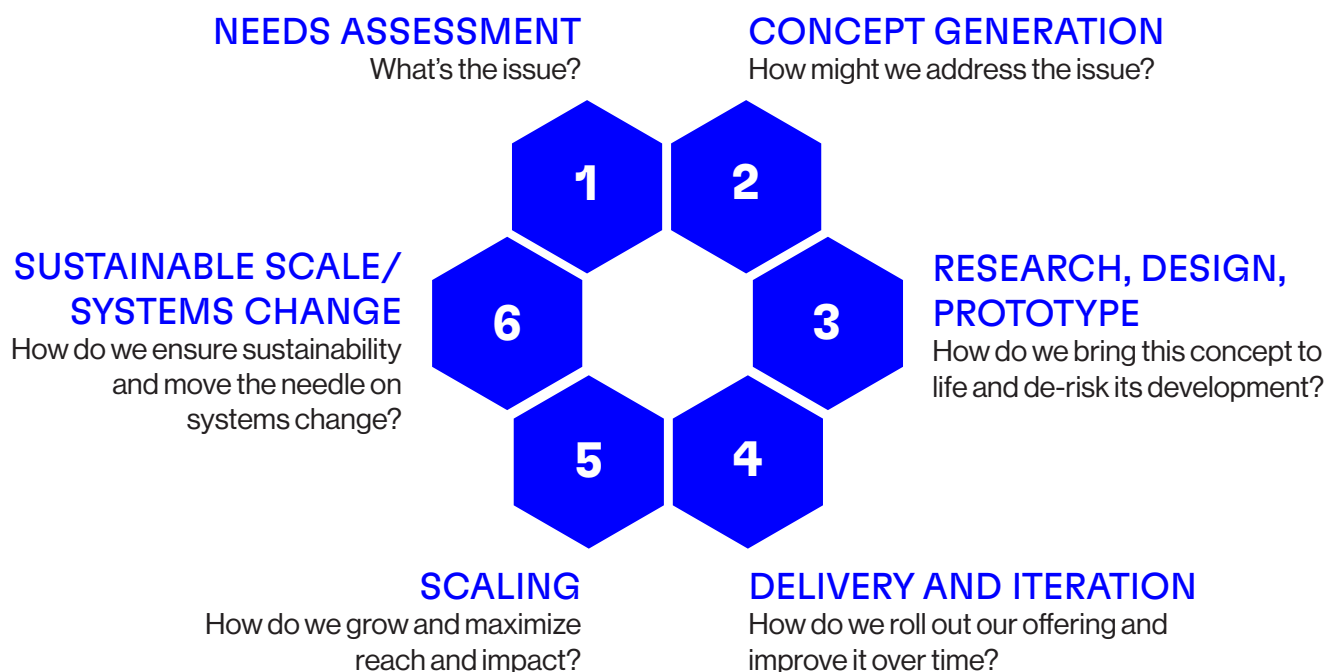 NEEDS ASSESSMENT
What's the issue?
1
CONCEPT GENERATION
How might we address the issue?
2
RESEARCH, DESIGN,
PROTOTYPE
How do we bring this concept to
life and de-risk its development?
3
DELIVERY AND ITERATION
How do we roll out our offering and
improve it over time?
4
SCALING
How do we grow and maximize
reach and impact?
5
SUSTAINABLE SCALE/
SYSTEMS CHANGE
How do we ensure sustainability
and move the needle on
systems change?
6